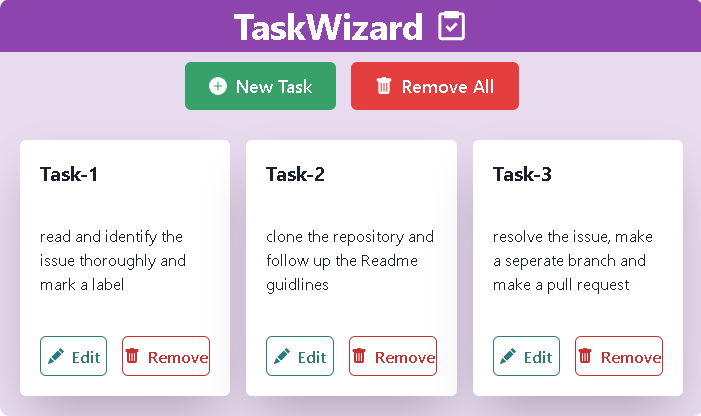 TaskWizard
New Task
Remove All
Task-1
read and identify the
issue thoroughly and
mark a label
Edit
Remove
Task-2
clone the repository and
follow up the Readme
guidlines
Edit
Remove
Task-3
resolve the issue, make
a seperate branch and
make a pull request
Edit
Remove